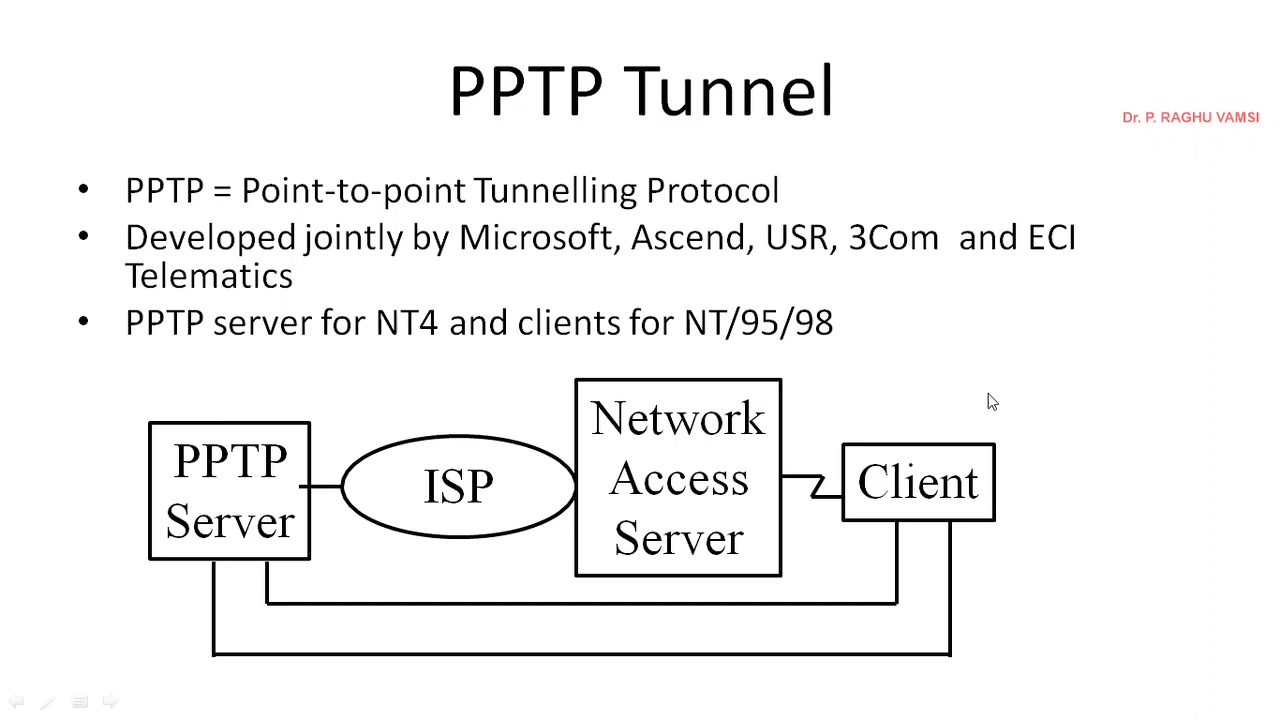 PPTP Tunnel
Dr. P. RAGHU VAMSI
• PPTP = Point-to-point Tunnelling Protocol
• Developed jointly by Microsoft, Ascend, USR, 3Com and ECI
Telematics
• PPTP server for NT4 and clients for NT/95/98
PPTP
Server
ISP
Network
Access
Server
Client